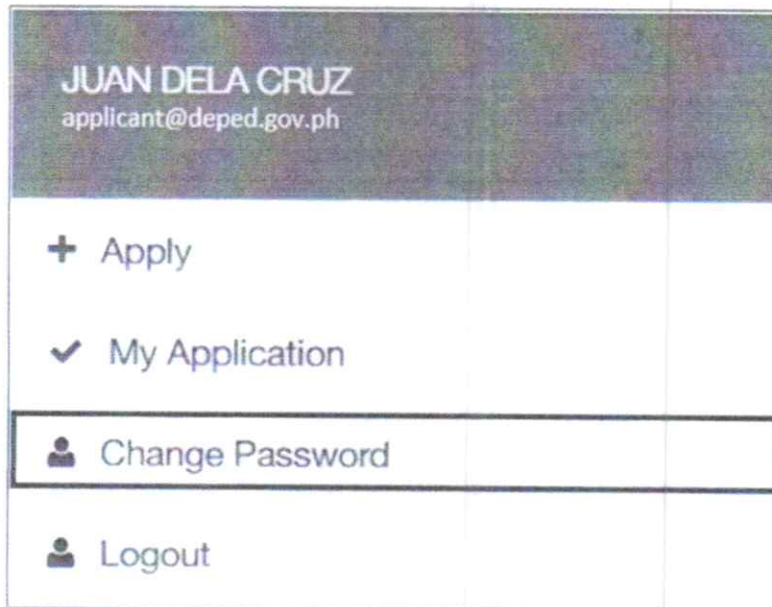 JUAN DELA CRUZ
applicant@deped.gov.ph
Apply
My Application
Change Password
Logout